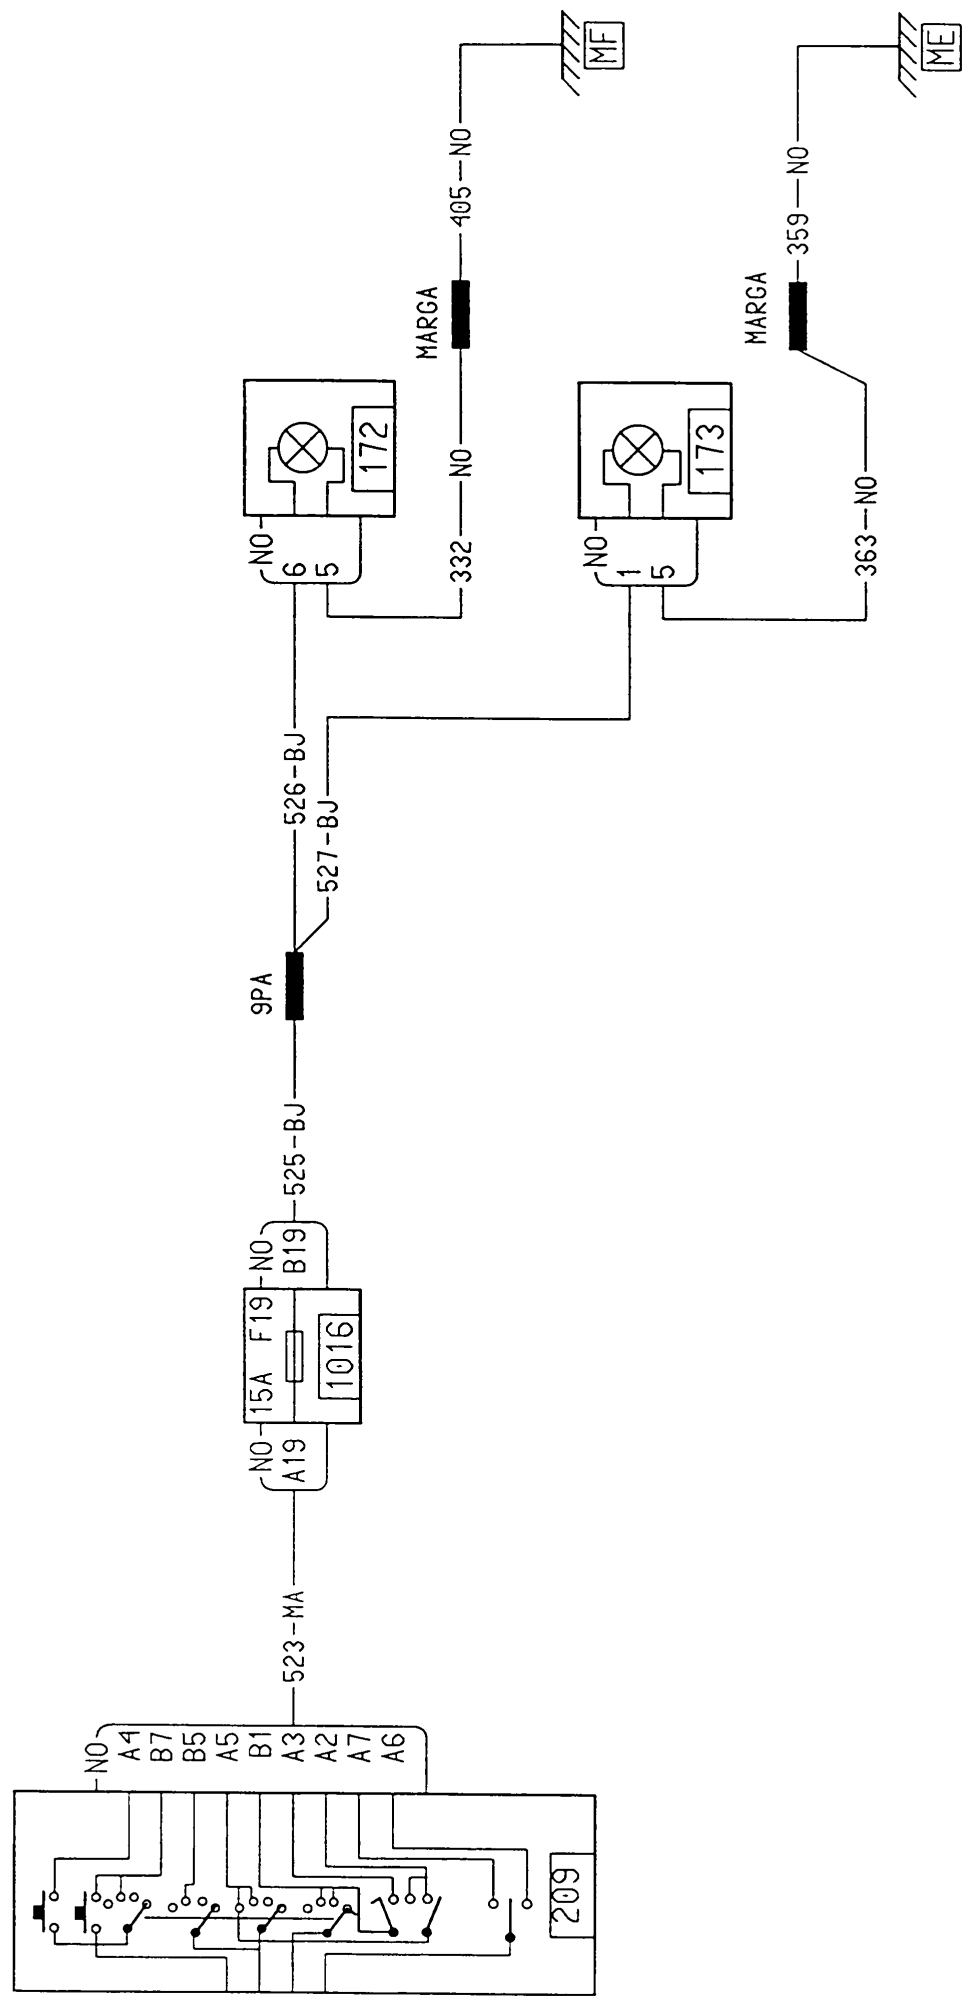 NO
A4
B7
B5
A5
B1
A3
A2
A7
A6
209
523-MA
NO
A19
15A F19
1016
NO
B19
525-BJ
9PA
526-BJ
527-BJ
NO
6
5
172
332
NO
MARGA
405
NO
MF
NO
1
5
173
363
NO
MARGA
359
NO
ME